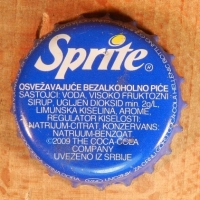 Sprite®
OSVEŽAVAJUĆE BEZALKOHOLNO PIĆE
SASTOJCI: VODA, VISOKO FRUKTOZNI
SIRUP, UGLJEN DIOKSID min. 2g/L,
LIMUNSKA KISELINA, AROME,
REGULATOR KISELOSTI:
NATRIJUM-CITRAT, KONZERVANS:
NATRIJUM-BENZOAT.
©2009 THE COCA-COLA
COMPANY
UVEZENO IZ SRBIJE